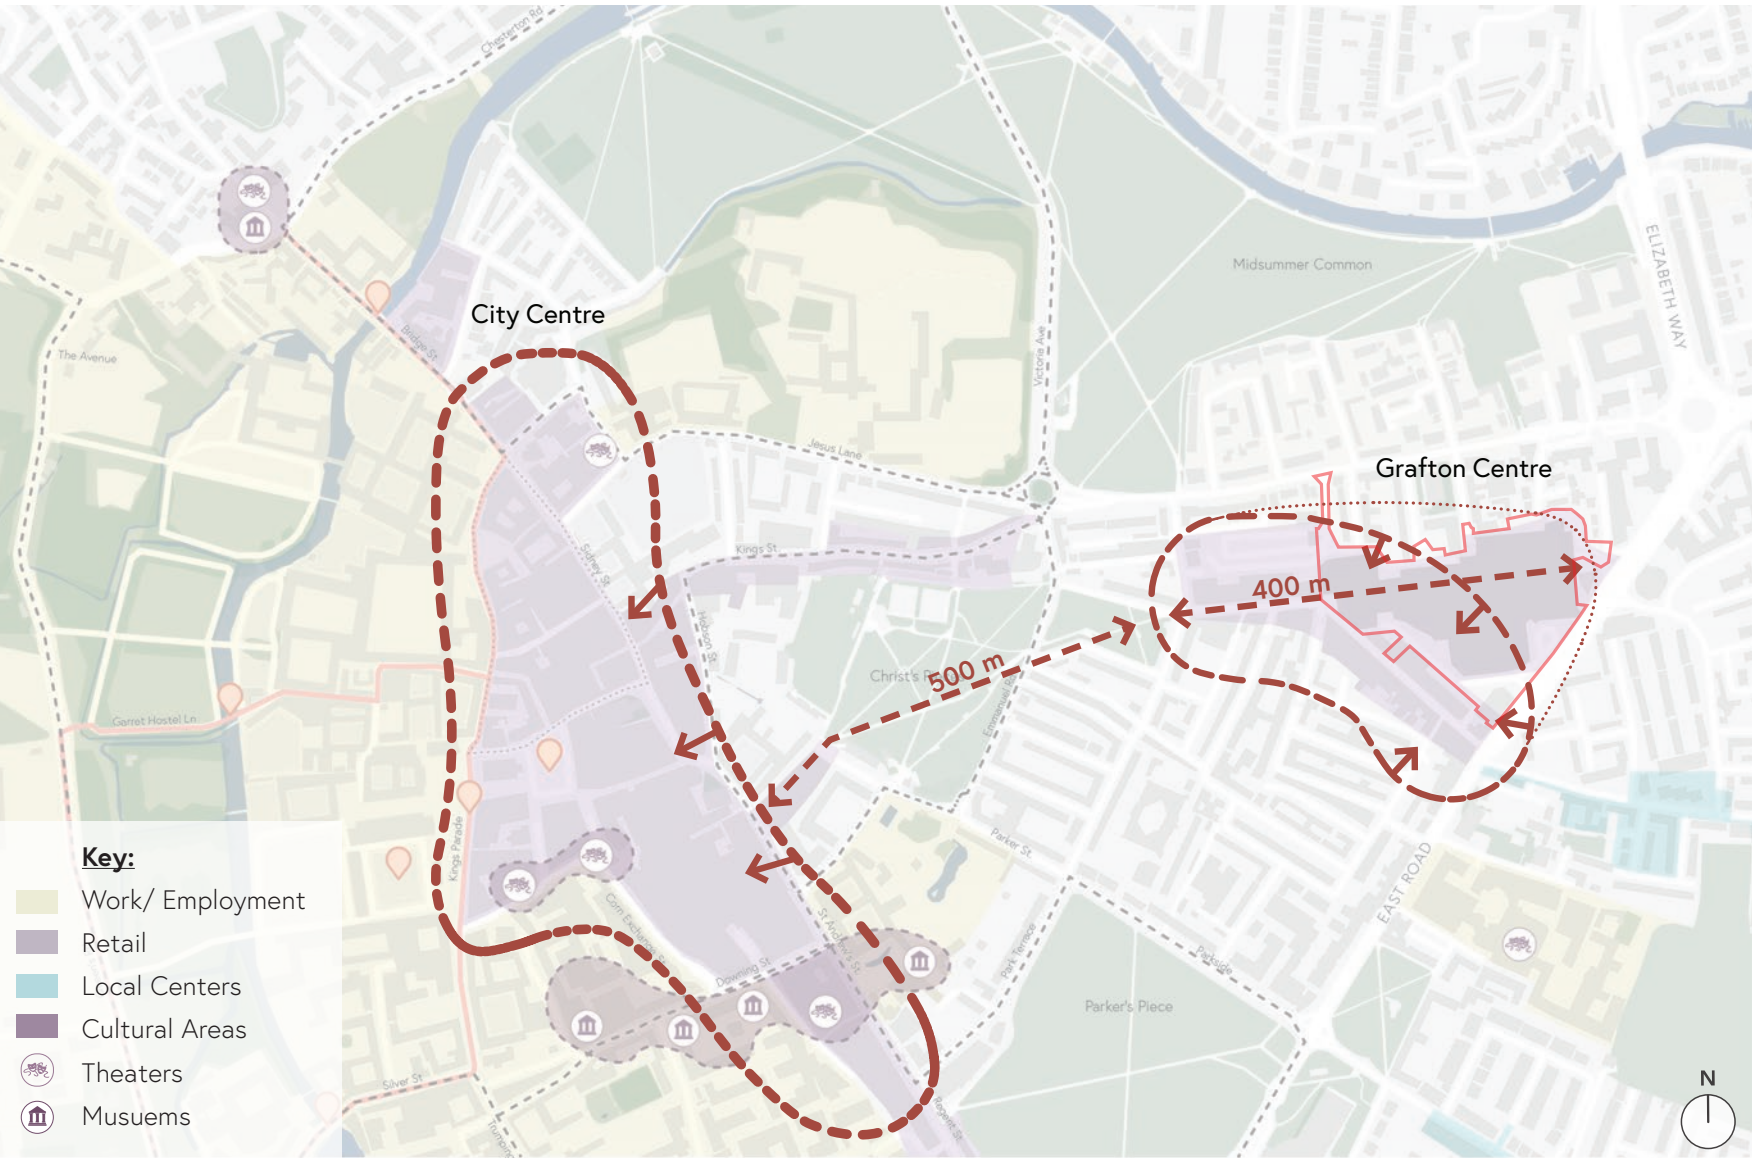 Chesterton Rd
ELIZABETH WAY
Midsummer Common
City Centre
Bridge St
The Avenue
Victoria Ave
Jesus Lane
Grafton Centre
Kings St
Sidney St
400 m
Hobson St
Christ's
500 m
Emmanuel
Garret Hostel Ln
Kings Parade
Parker St.
EAST ROAD
Corn Exchange St
St Andrew's St
Downing St
Park Terrace
Parkside
Parker's Piece
Silver St
Regent St
Key:
Work/ Employment
Retail
Local Centers
Cultural Areas
Theaters
Musuems
N